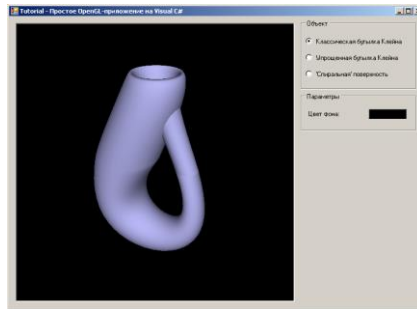 Tutorial - Простое OpenGL-приложение на Visual C#
Объект
Классическая бутылка Клейна
Упрощенная бутылка Клейна
'Спиральная' поверхность
Параметры
Цвет фона: